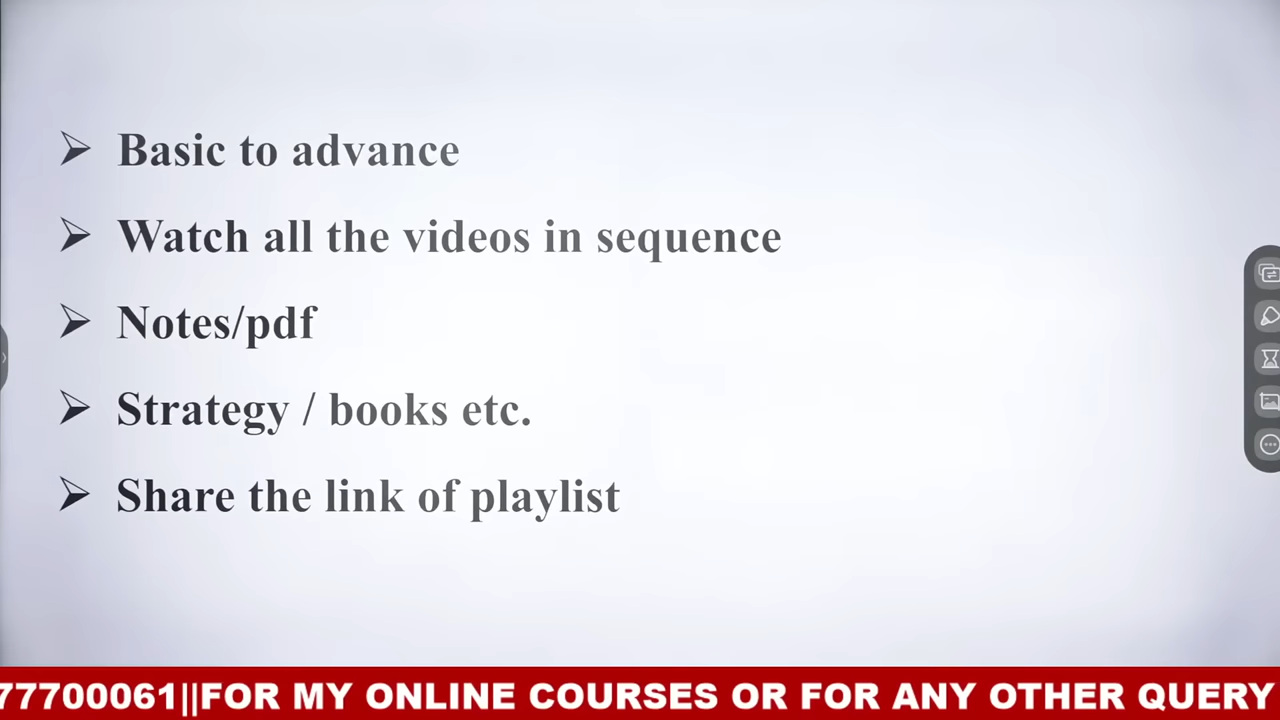 Basic to advance
Watch all the videos in sequence
Notes/pdf
Strategy / books etc.
Share the link of playlist
77700061||FOR MY ONLINE COURSES OR FOR ANY OTHER QUERY